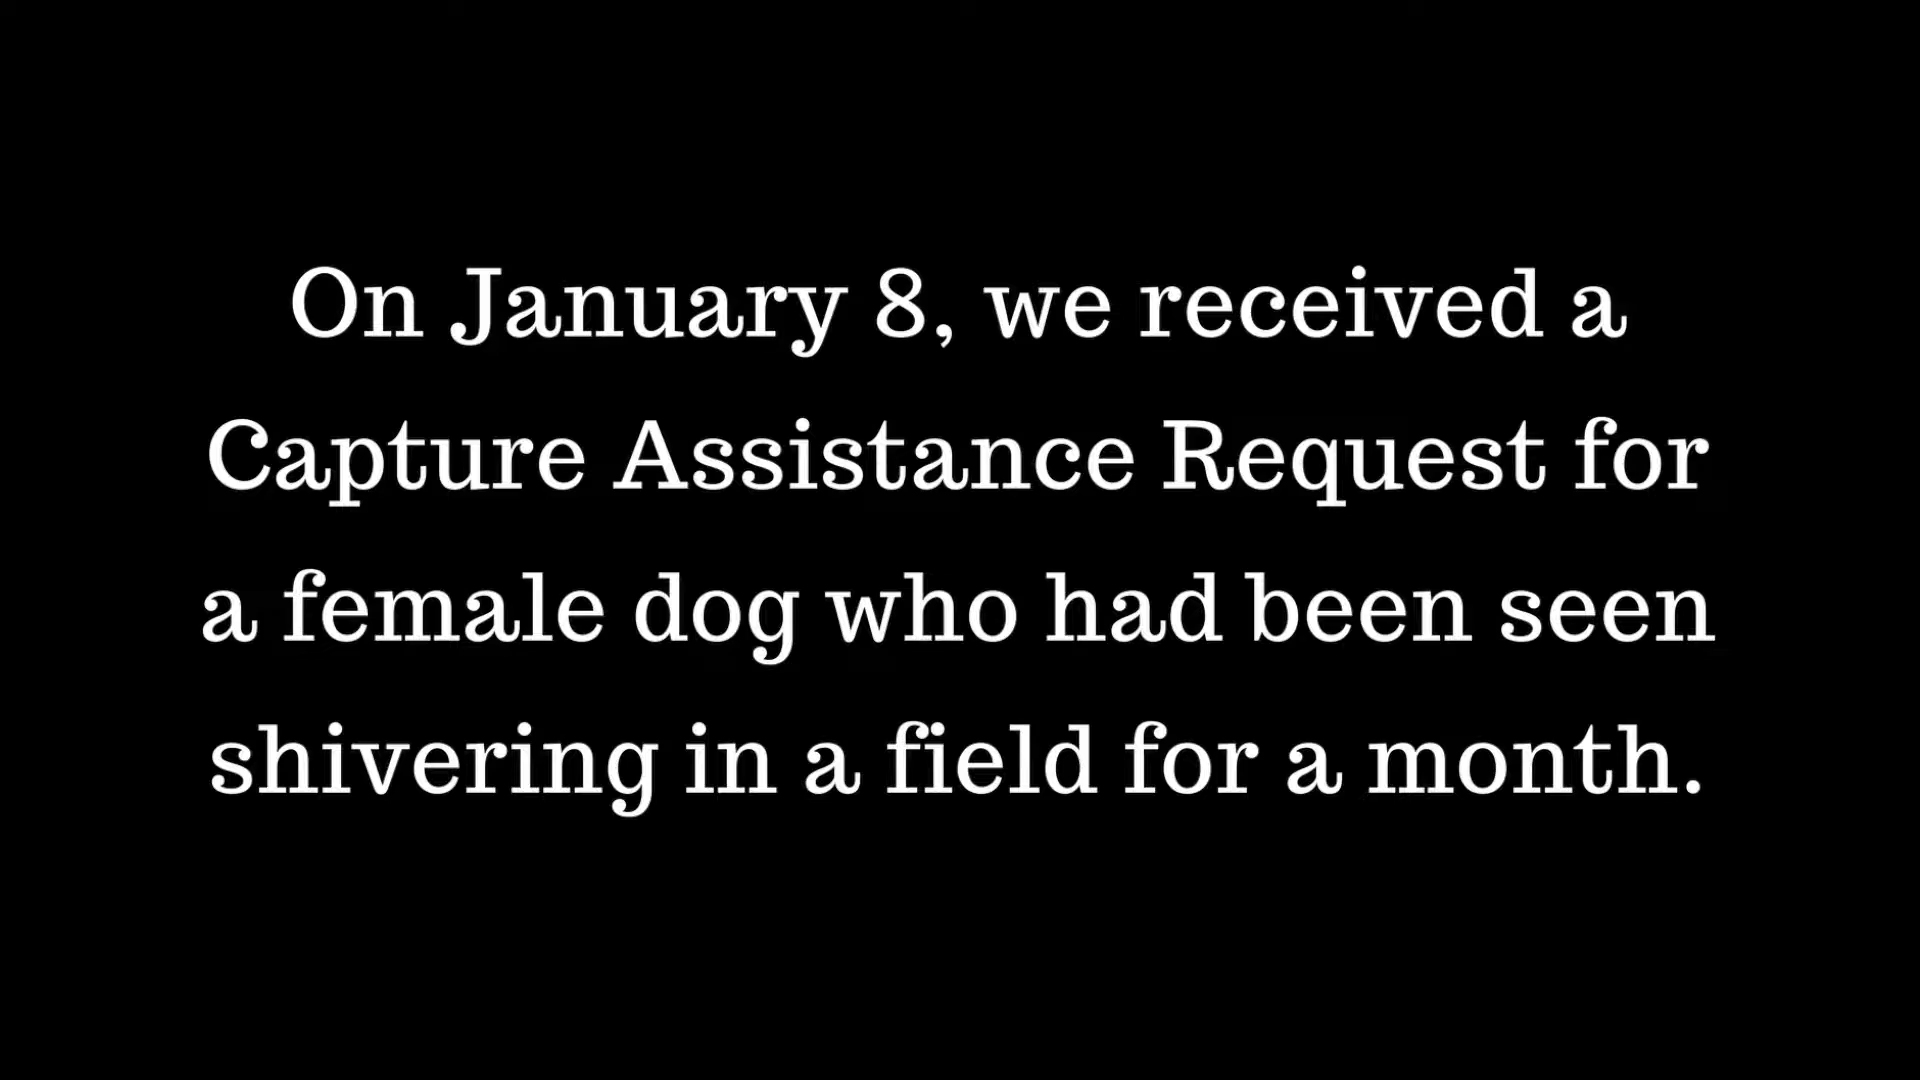 On January 8, we received a
Capture Assistance Request for
a female dog who had been seen
shivering in a field for a month.